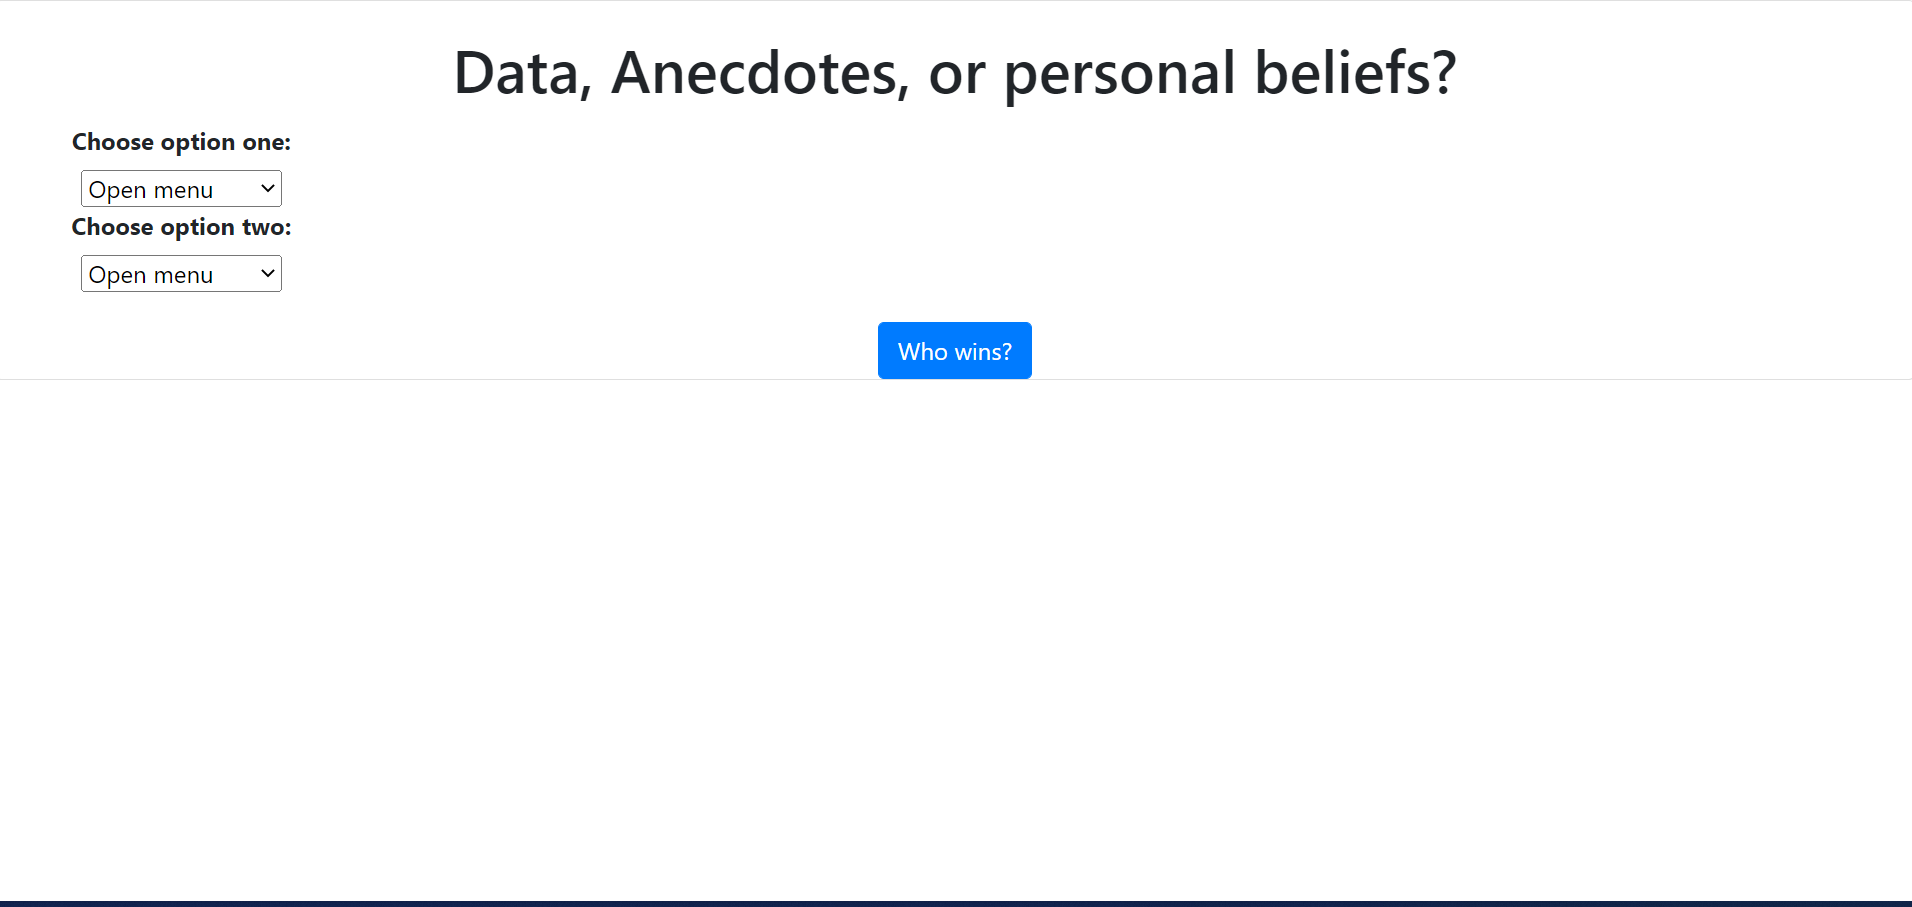 Data, Anecdotes, or personal beliefs?
Choose option one:
Open menu
Choose option two:
Open menu
Who wins?